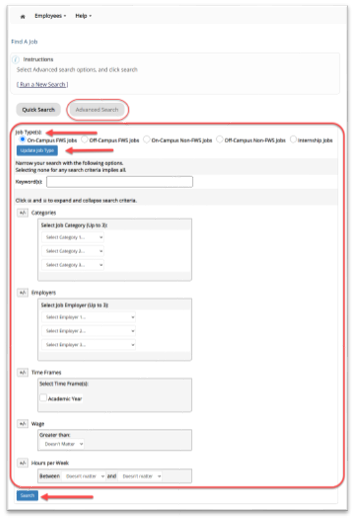 Employees Help
Find A Job
Instructions
Select Advanced search options, and click search
[ Run a New Search ]
Quick Search Advanced Search
Job Type(s):
On-Campus FWS Jobs Off-Campus FWS Jobs On-Campus Non-FWS Jobs Off-Campus Non-FWS Jobs Internship Jobs
Update Job Type
Narrow your search with the following options.
Selecting none for any search criteria implies all.
Keyword(s):
Click is and is to expand and collapse search criteria.
+/- Categories
Select Job Category (Up to 3):
Select Category 1...
Select Category 2...
Select Category 3...
+/- Employers
Select Job Employer (Up to 3):
Select Employer 1...
Select Employer 2...
Select Employer 3...
+/- Time Frames
Select Time Frame(s):
Academic Year
+/- Wage
Greater than:
Doesn't Matter
+/- Hours per Week
Between Doesn't matter and Doesn't matter
Search